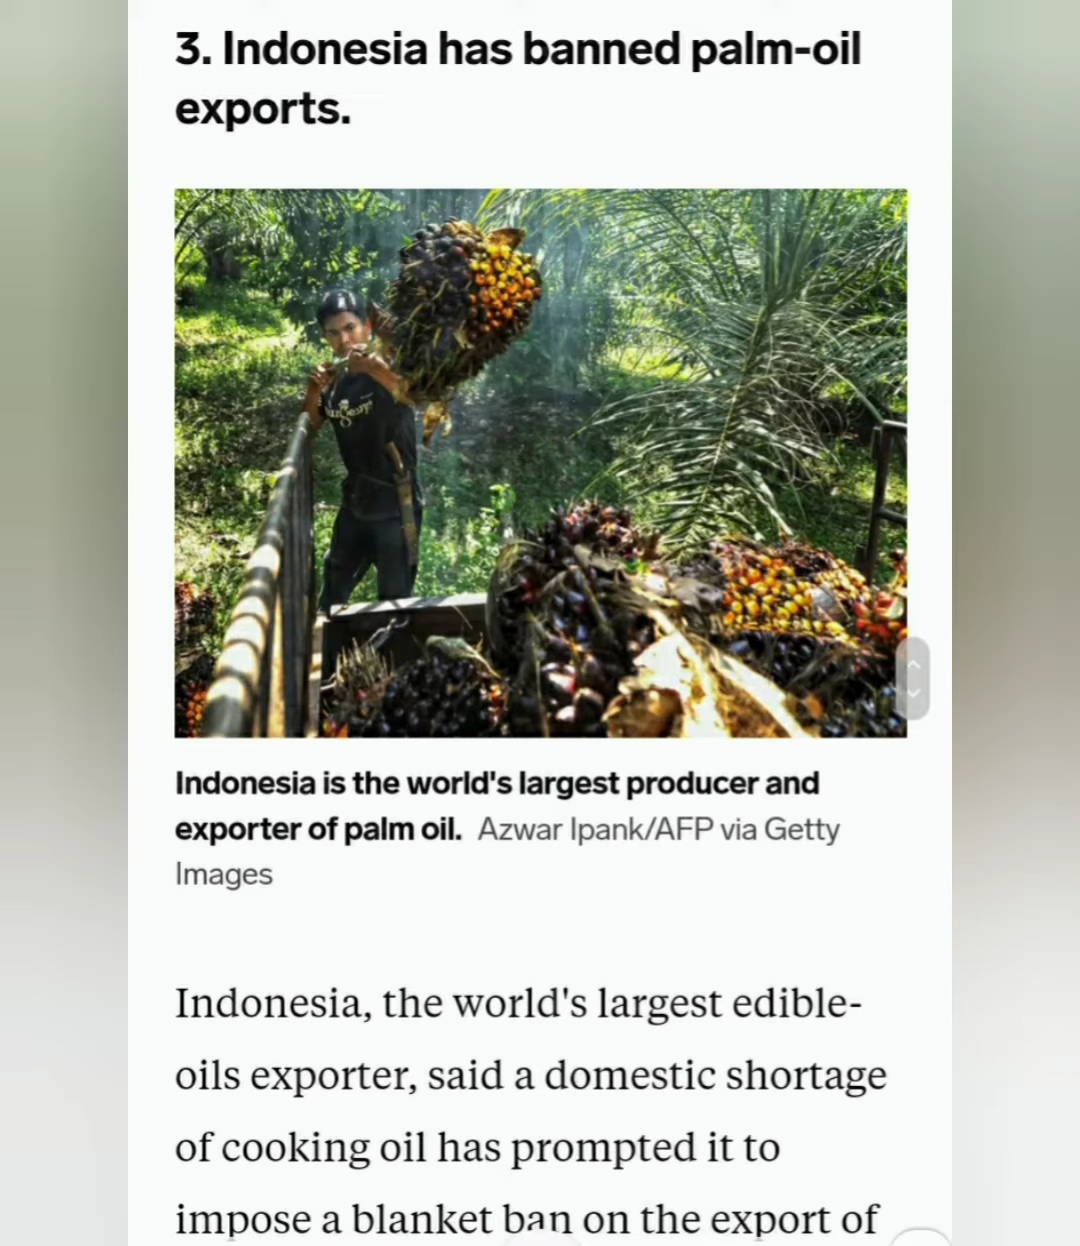 3. Indonesia has banned palm-oil
exports.
Indonesia is the world's largest producer and
exporter of palm oil. Azwar Ipank/AFP via Getty
Images
Indonesia, the world's largest edible-
oils exporter, said a domestic shortage
of cooking oil has prompted it to
impose a blanket ban on the export of